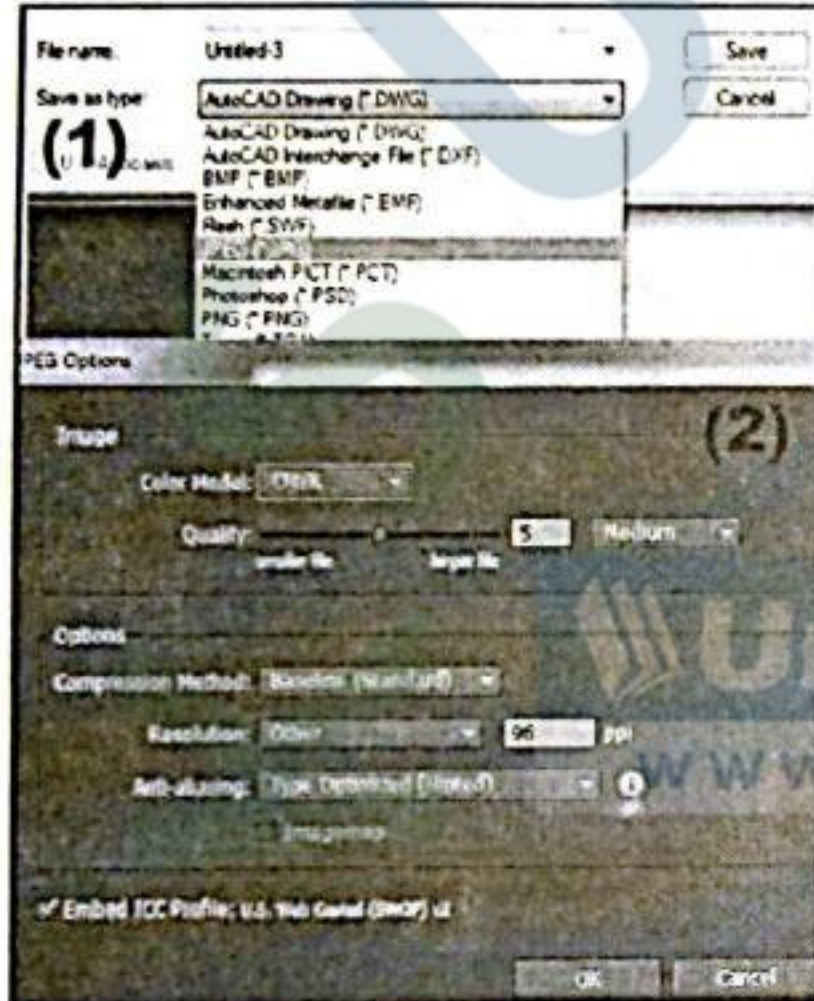 File name: Untitled-3
Save
Save as type: AutoCAD Drawing (*.DWG)
Cancel
(1)
AutoCAD Drawing (*.DWG)
AutoCAD Interchange File (*.DXF)
BMP (*.BMP)
Enhanced Metafile (*.EMF)
Flash (*.SWF)
Macintosh PICT (*.PCT)
Photoshop (*.PSD)
PNG (*.PNG)
PEG Options
(2)
Image
Color Model: CMYK
Quality: 5 Medium
smaller file larger file
Options
Compression Method: Baseline (Standard)
Resolution: Other 96 ppi
Anti-aliasing: Type Optimized (Hinted)
Imagemap
Embed ICC Profile: U.S. Web Coated (SWOP) v2
OK Cancel
WWW